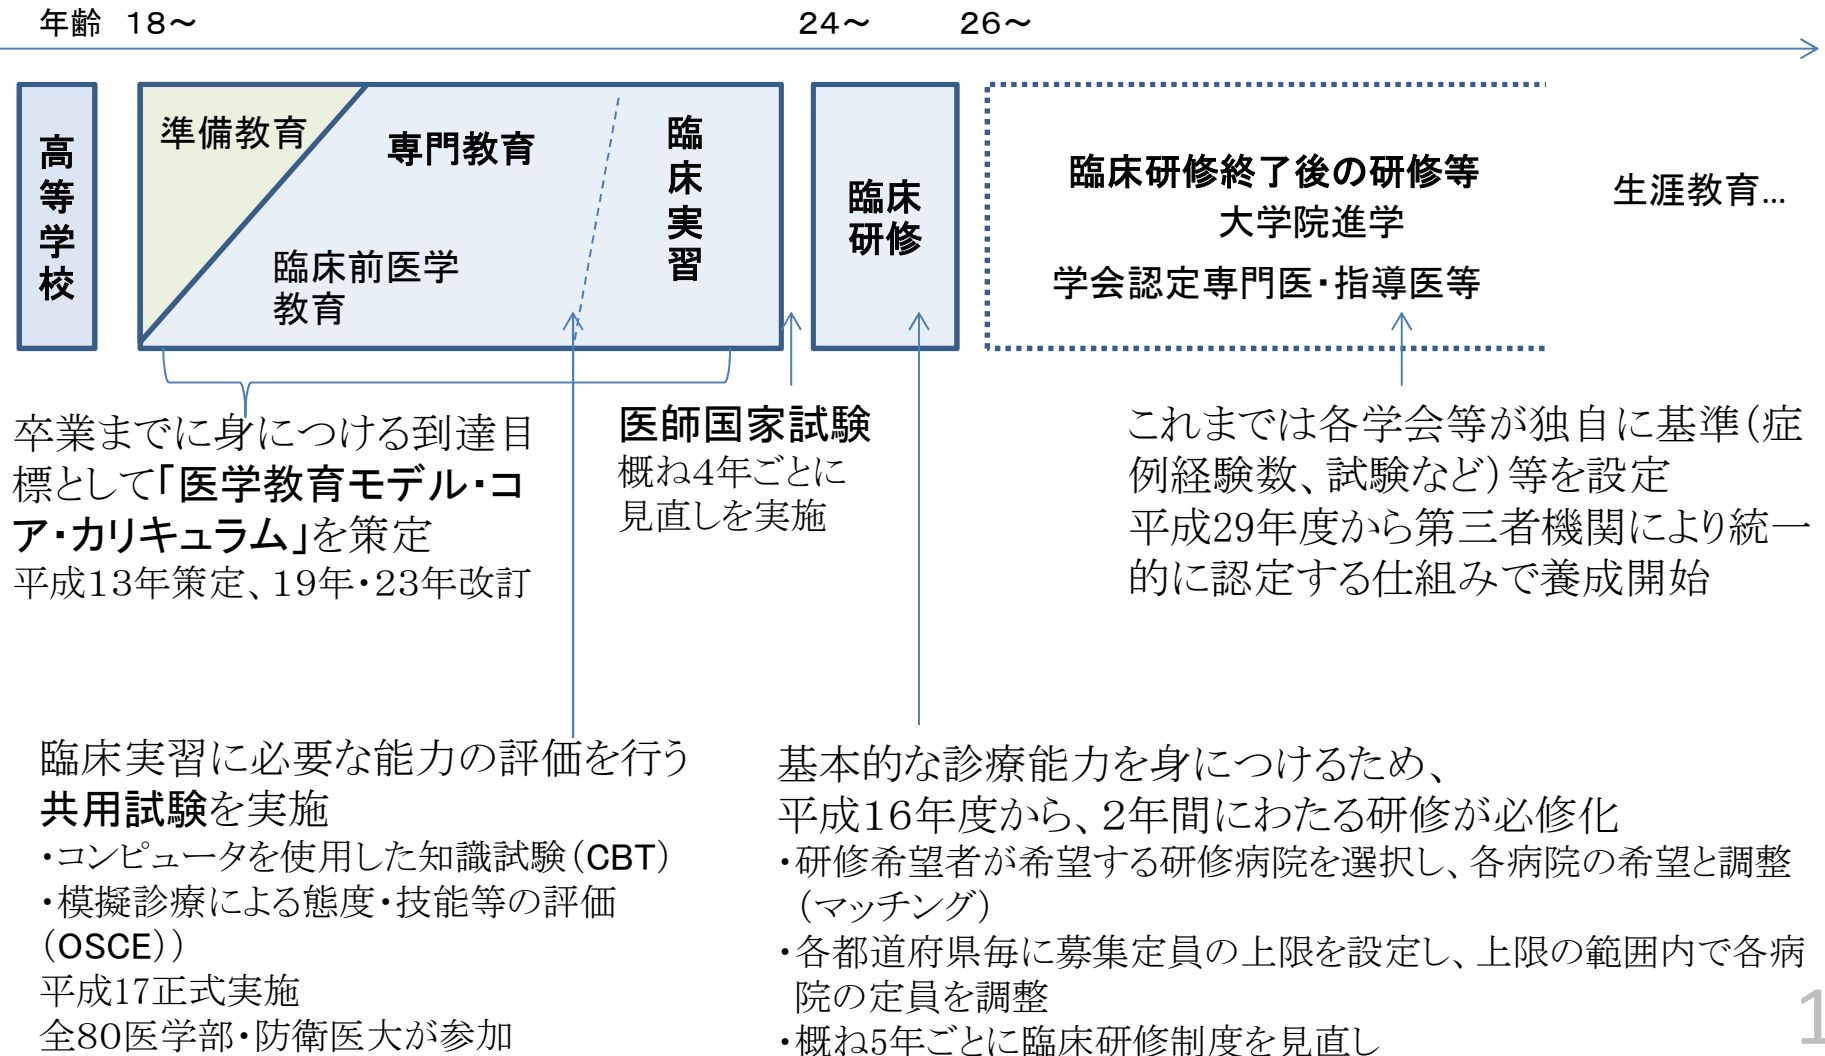 年齢 18～ 24～ 26～
高等学校
準備教育
専門教育
臨床前医学
教育
臨床実習
臨床
研修
臨床研修終了後の研修等
大学院進学
学会認定専門医・指導医等
生涯教育…
卒業までに身につける到達目
標として「医学教育モデル・コ
ア・カリキュラム」を策定
平成13年策定、19年・23年改訂
医師国家試験
概ね4年ごとに
見直しを実施
これまでは各学会等が独自に基準（症
例経験数、試験など）等を設定
平成29年度から第三者機関により統一
的に認定する仕組みで養成開始
臨床実習に必要な能力の評価を行う
共用試験を実施
・コンピュータを使用した知識試験（CBT）
・模擬診療による態度・技能等の評価
（OSCE））
平成17正式実施
全80医学部・防衛医大が参加
基本的な診療能力を身につけるため、
平成16年度から、2年間にわたる研修が必修化
・研修希望者が希望する研修病院を選択し、各病院の希望と調整
（マッチング）
・各都道府県毎に募集定員の上限を設定し、上限の範囲内で各病
院の定員を調整
・概ね5年ごとに臨床研修制度を見直し
1